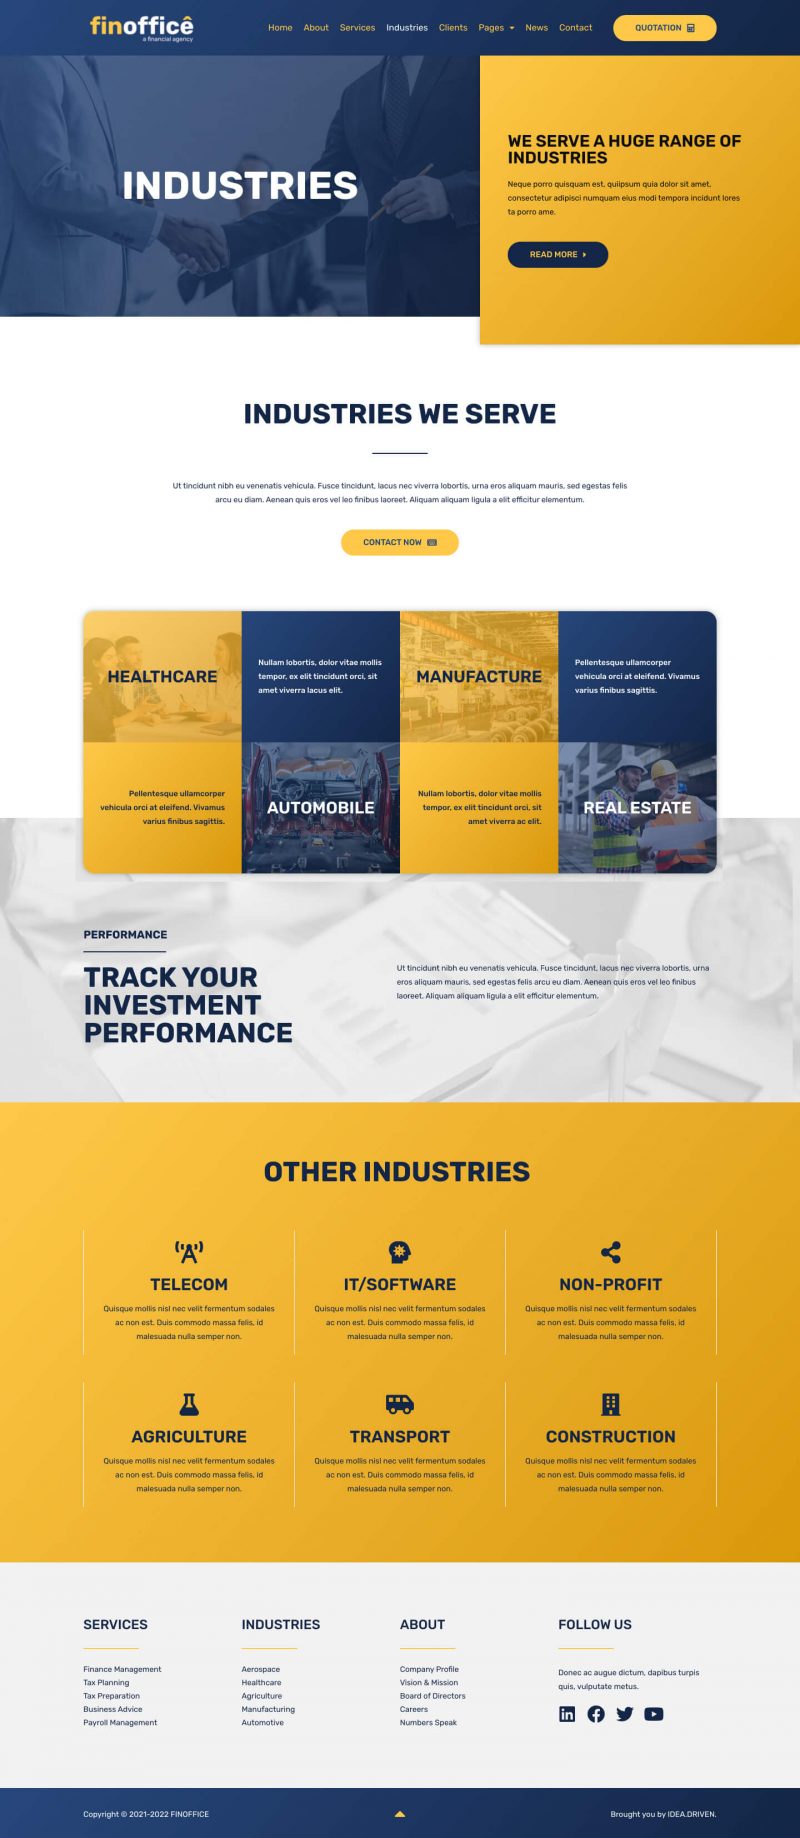 finofficê
a financial agency
Home About Services Industries Clients Pages News Contact
QUOTATION
INDUSTRIES
WE SERVE A HUGE RANGE OF
INDUSTRIES
Neque porro quisquam est, quiipsum quia dolor sit amet,
consectetur adipisci numquam eius modi tempora incidunt lores
ta porro ame.
READ MORE
INDUSTRIES WE SERVE
Ut tincidunt nibh eu venenatis vehicula. Fusce tincidunt, lacus nec viverra lobortis, urna eros aliquam mauris, sed egestas felis
arcu eu diam. Aenean quis eros vel leo finibus laoreet. Aliquam aliquam ligula a elit efficitur elementum.
CONTACT NOW
HEALTHCARE
Nullam lobortis, dolor vitae mollis
tempor, ex elit tincidunt orci, sit
amet viverra lacus elit.
MANUFACTURE
Pellentesque ullamcorper
vehicula orci at eleifend. Vivamus
varius finibus sagittis.
Pellentesque ullamcorper
vehicula orci at eleifend. Vivamus
varius finibus sagittis.
AUTOMOBILE
Nullam lobortis, dolor vitae mollis
tempor, ex elit tincidunt orci, sit
amet viverra ac elit.
REAL ESTATE
PERFORMANCE
TRACK YOUR
INVESTMENT
PERFORMANCE
Ut tincidunt nibh eu venenatis vehicula. Fusce tincidunt, lacus nec viverra lobortis, urna
eros aliquam mauris, sed egestas felis arcu eu diam. Aenean quis eros vel leo finibus
laoreet. Aliquam aliquam ligula a elit efficitur elementum.
OTHER INDUSTRIES
TELECOM
Quisque mollis nisl nec velit fermentum sodales
ac non est. Duis commodo massa felis, id
malesuada nulla semper non.
IT/SOFTWARE
Quisque mollis nisl nec velit fermentum sodales
ac non est. Duis commodo massa felis, id
malesuada nulla semper non.
NON-PROFIT
Quisque mollis nisl nec velit fermentum sodales
ac non est. Duis commodo massa felis, id
malesuada nulla semper non.
AGRICULTURE
Quisque mollis nisl nec velit fermentum sodales
ac non est. Duis commodo massa felis, id
malesuada nulla semper non.
TRANSPORT
Quisque mollis nisl nec velit fermentum sodales
ac non est. Duis commodo massa felis, id
malesuada nulla semper non.
CONSTRUCTION
Quisque mollis nisl nec velit fermentum sodales
ac non est. Duis commodo massa felis, id
malesuada nulla semper non.
SERVICES
Finance Management
Tax Planning
Tax Preparation
Business Advice
Payroll Management
INDUSTRIES
Aerospace
Healthcare
Agriculture
Manufacturing
Automotive
ABOUT
Company Profile
Vision & Mission
Board of Directors
Careers
Numbers Speak
FOLLOW US
Donec ac augue dictum, dapibus turpis
quis, vulputate metus.
Copyright © 2021-2022 FINOFFICE
Brought you by IDEA.DRIVEN.